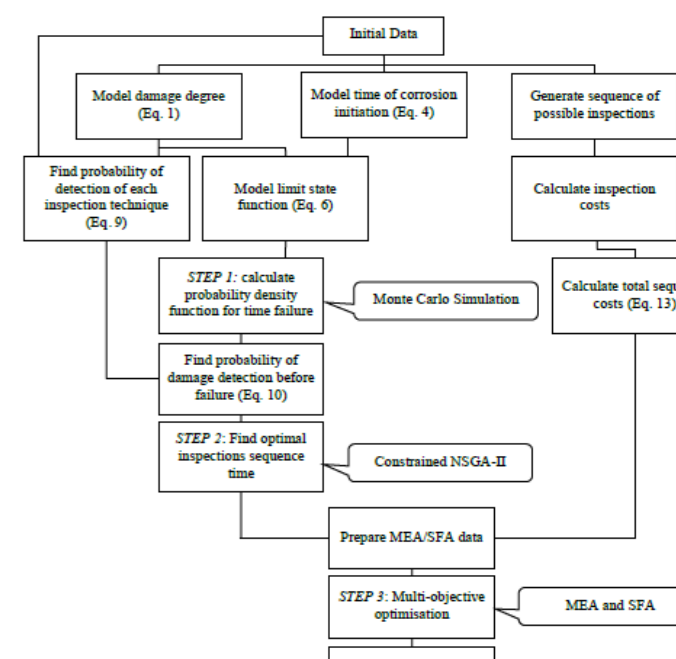 Initial Data
Model damage degree
(Eq. 1)
Model time of corrosion
initiation (Eq. 4)
Generate sequence of
possible inspections
Find probability of
detection of each
inspection technique
(Eq. 9)
Model limit state
function (Eq. 6)
Calculate inspection
costs
STEP 1: calculate
probability density
function for time failure
Monte Carlo Simulation
Calculate total
costs (Eq. 13)
Find probability of
damage detection before
failure (Eq. 10)
STEP 2: Find optimal
inspections sequence
time
Constrained NSGA-II
Prepare MEA/SFA data
STEP 3: Multi-objective
optimisation
MEA and SFA